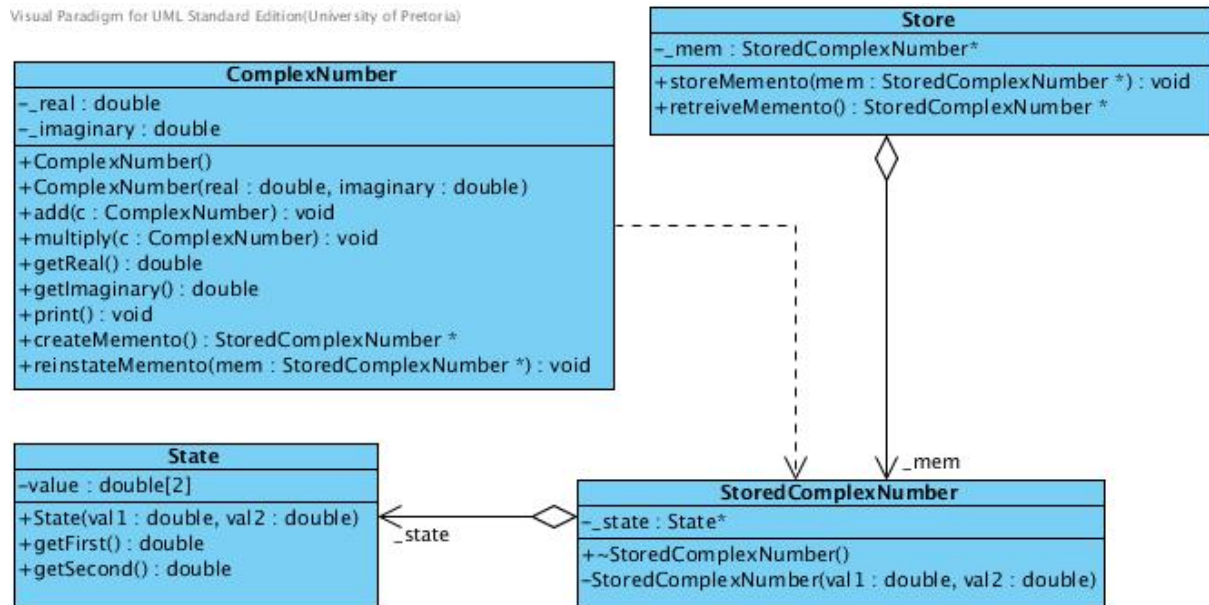 Visual Paradigm for UML Standard Edition(University of Pretoria)
ComplexNumber
-_real : double
-_imaginary : double
+ComplexNumber()
+ComplexNumber(real : double, imaginary : double)
+add(c : ComplexNumber) : void
+multiply(c : ComplexNumber) : void
+getReal() : double
+getImaginary() : double
+print() : void
+createMemento() : StoredComplexNumber *
+reinstateMemento(mem : StoredComplexNumber *) : void
Store
-_mem : StoredComplexNumber*
+storeMemento(mem : StoredComplexNumber *) : void
+retreiveMemento() : StoredComplexNumber *
_mem
State
-value : double[2]
+State(val1 : double, val2 : double)
+getFirst() : double
+getSecond() : double
_state
StoredComplexNumber
-_state : State*
+~StoredComplexNumber()
-StoredComplexNumber(val1 : double, val2 : double)